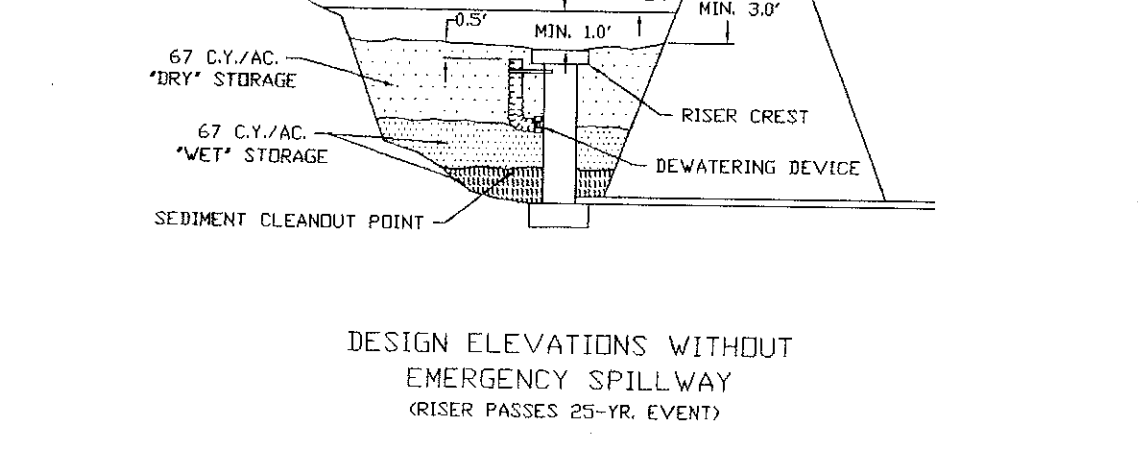 0.5'
MIN. 1.0'
MIN. 3.0'
67 C.Y./AC.
"DRY" STORAGE
RISER CREST
67 C.Y./AC.
"WET" STORAGE
DEWATERING DEVICE
SEDIMENT CLEANOUT POINT
DESIGN ELEVATIONS WITHOUT
EMERGENCY SPILLWAY
(RISER PASSES 25-YR. EVENT)